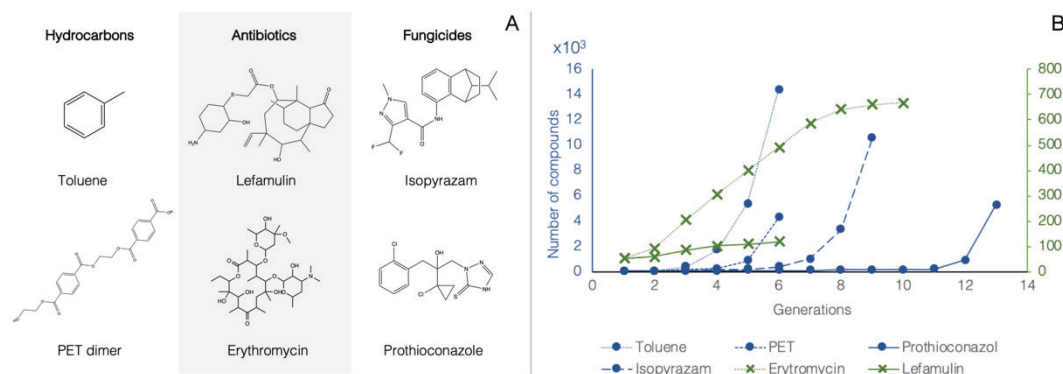 Hydrocarbons
Antibiotics
Fungicides
A
Toluene
Lefamulin
Isopyrazam
PET dimer
Erythromycin
Prothioconazole
B
x10³
16
14
12
10
8
6
4
2
0
Number of compounds
800
700
600
500
400
300
200
100
0
0 2 4 6 8 10 12 14
Generations
Toluene PET Prothioconazol
Isopyrazam Erytromycin Lefamulin